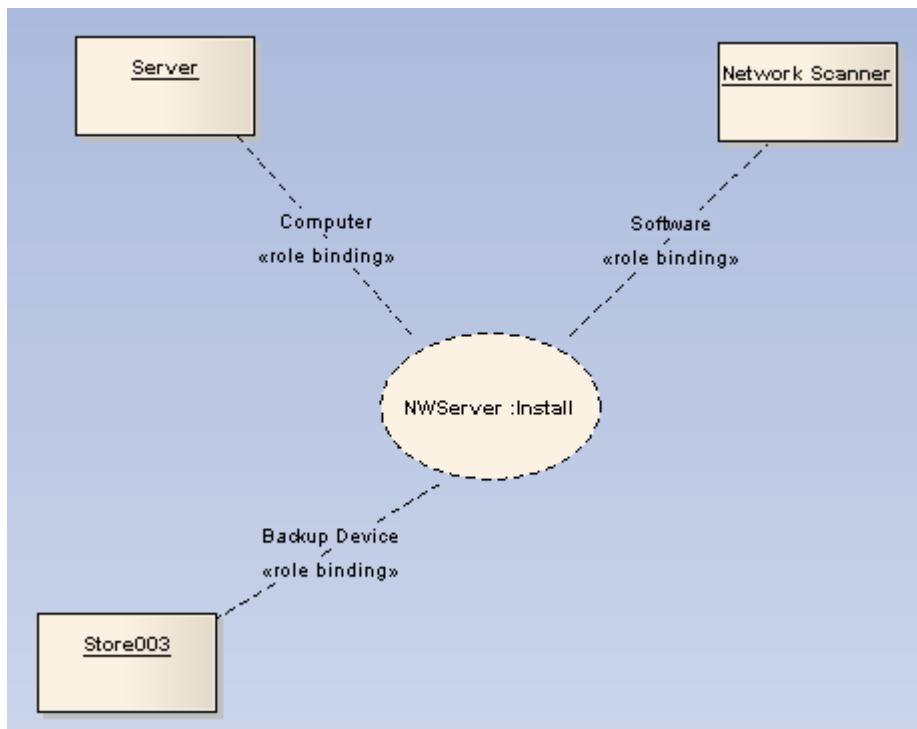 Server
Network Scanner
Computer
«role binding»
Software
«role binding»
NWServer :Install
Backup Device
«role binding»
Store003